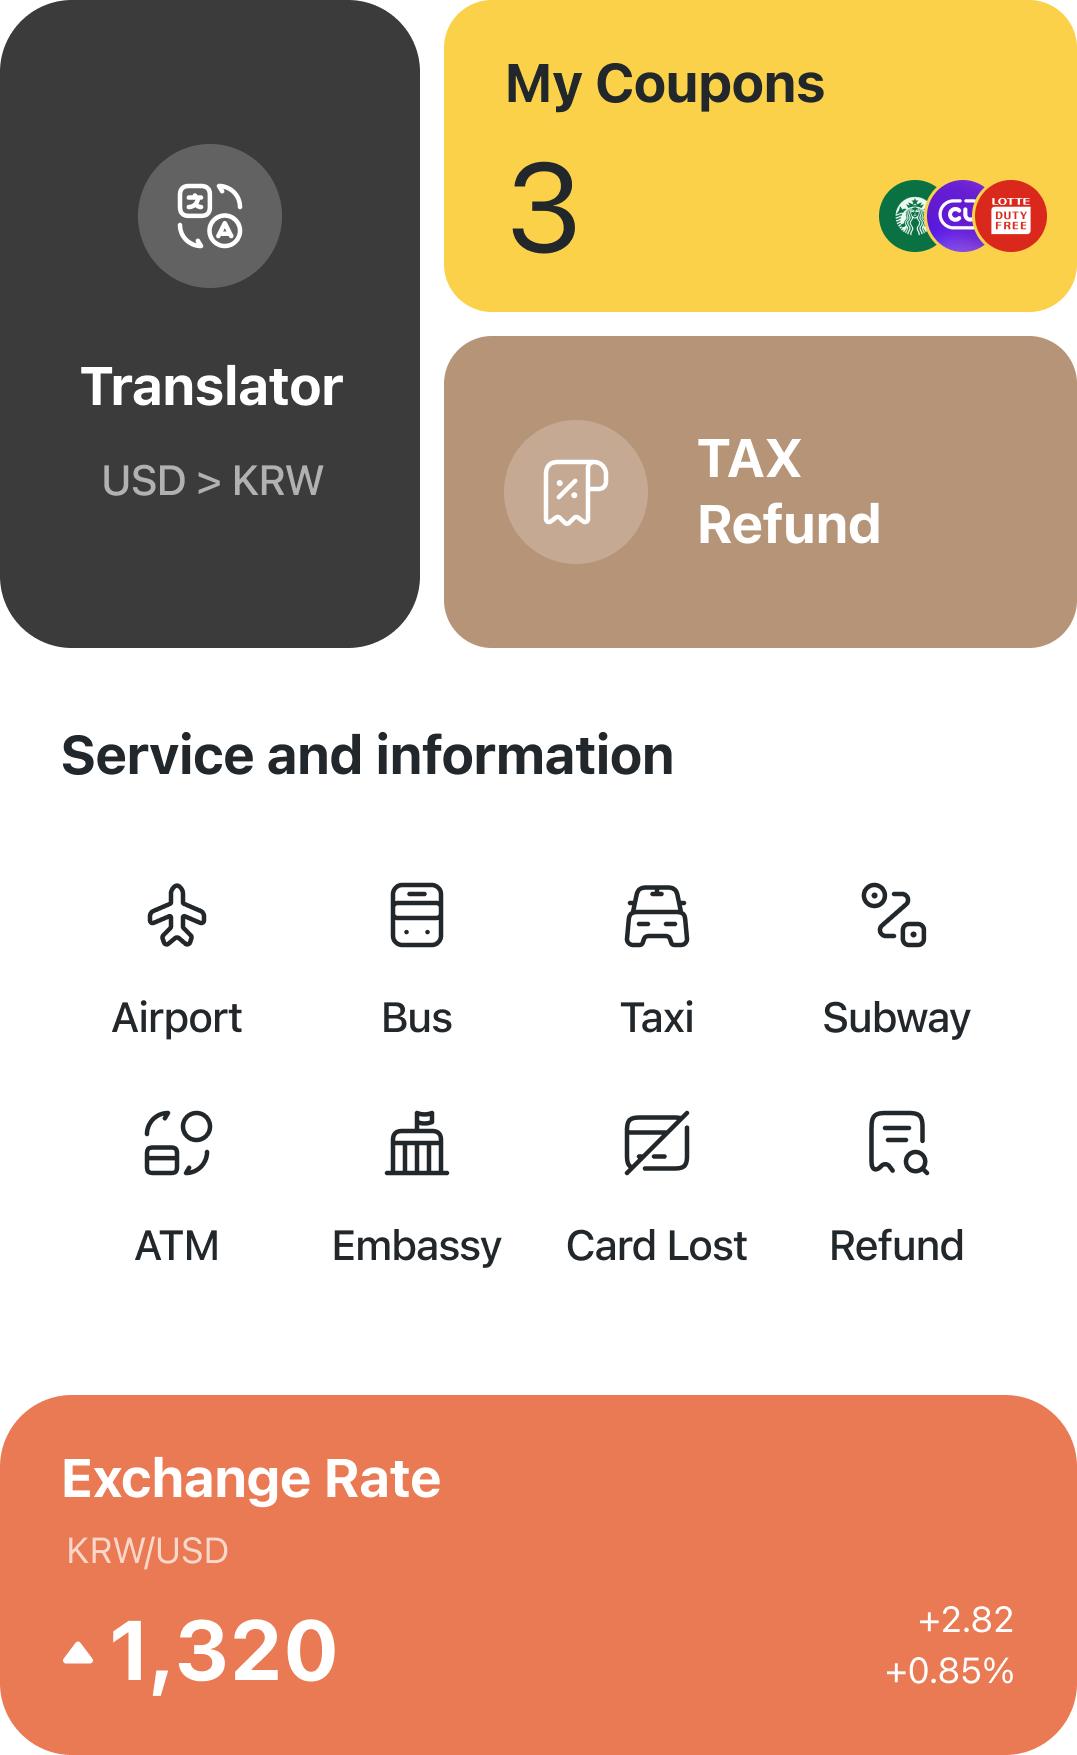 Translator
USD > KRW
My Coupons
3
CU
LOTTE
DUTY
FREE
TAX
Refund
Service and information
Airport
Bus
Taxi
Subway
ATM
Embassy
Card Lost
Refund
Exchange Rate
KRW/USD
1,320
+2.82
+0.85%